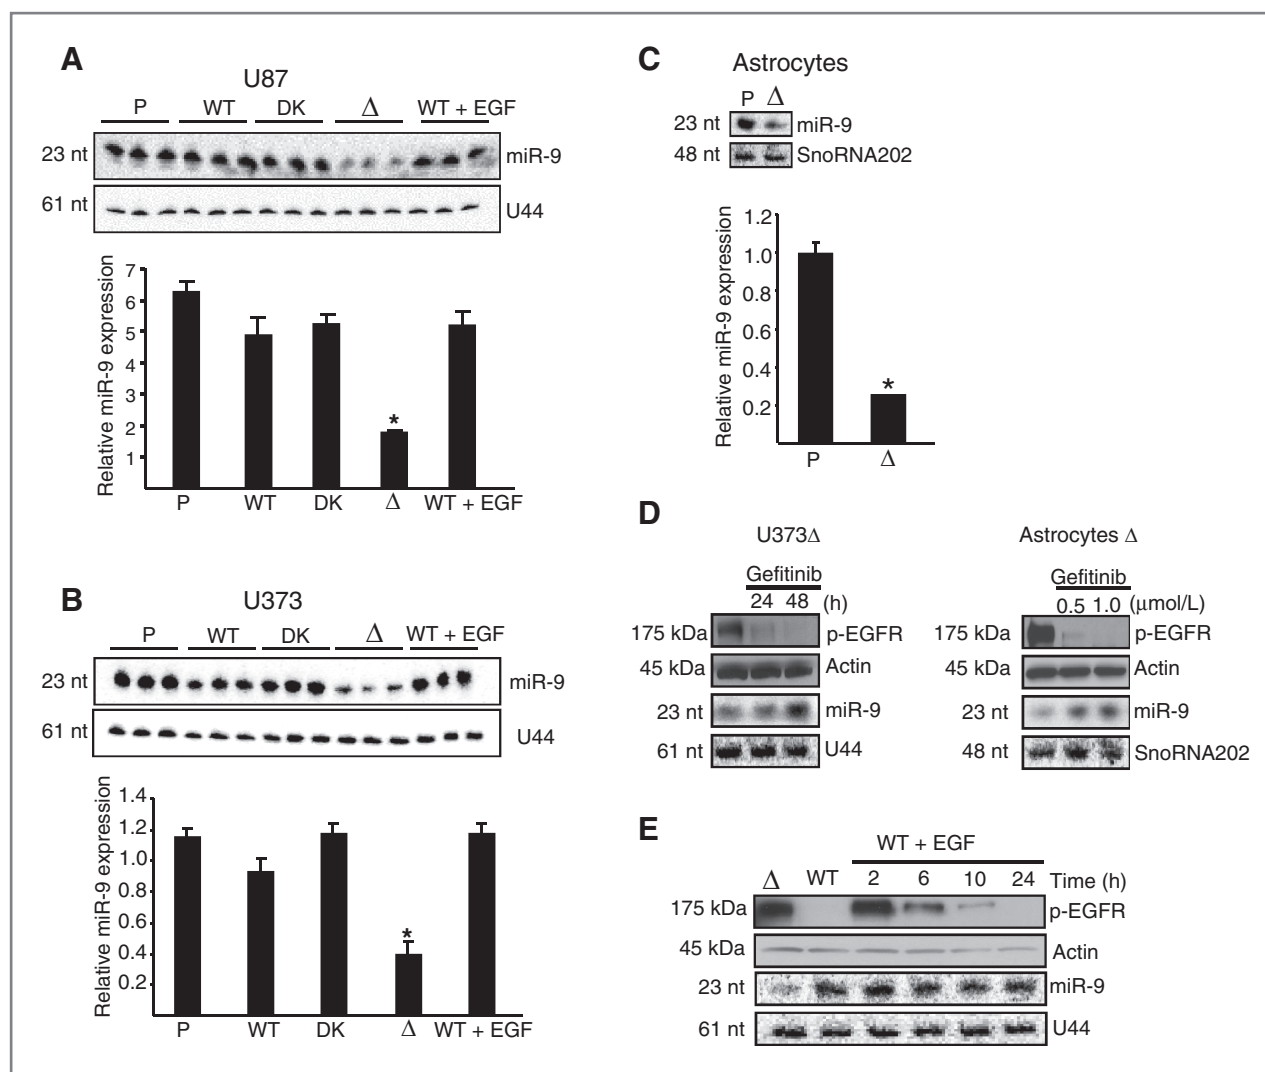 A
U87
P WT DK Δ WT + EGF
23 nt miR-9
61 nt U44
Relative miR-9 expression
7
6
5
4
3
2
1
*
P WT DK Δ WT + EGF
B
U373
P WT DK Δ WT + EGF
23 nt miR-9
61 nt U44
Relative miR-9 expression
1.4
1.2
1.0
0.8
0.6
0.4
0.2
*
P WT DK Δ WT + EGF
C
Astrocytes
P Δ
23 nt miR-9
48 nt SnoRNA202
Relative miR-9 expression
1.2
1.0
0.8
0.6
0.4
0.2
*
P Δ
D
U373Δ
Gefitinib
24 48 (h)
175 kDa p-EGFR
45 kDa Actin
23 nt miR-9
61 nt U44
Astrocytes Δ
Gefitinib
0.5 1.0 (μmol/L)
175 kDa p-EGFR
45 kDa Actin
23 nt miR-9
48 nt SnoRNA202
E
WT + EGF
Δ WT 2 6 10 24 Time (h)
175 kDa p-EGFR
45 kDa Actin
23 nt miR-9
61 nt U44